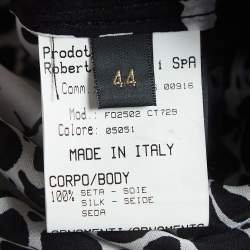 Prodot
Robert i SpA
44
Comm. 00916
Mod.: FQ2502 CT729
Colore: 05051
MADE IN ITALY
CORPO/BODY
100% SETA - SOIE
SILK - SEIDE
SEDA